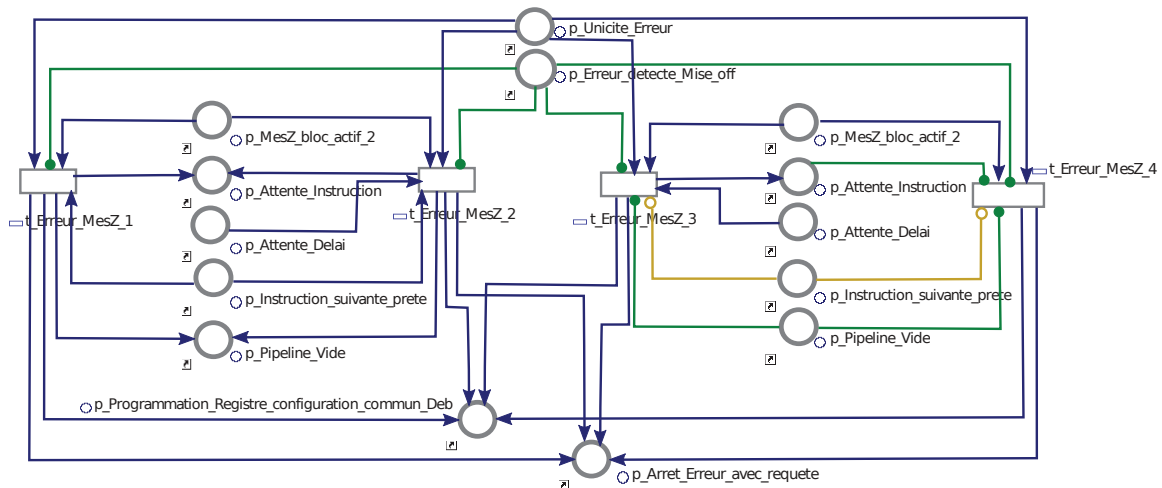 p_Unicite_Erreur
p_Erreur_detecte_Mise_off
p_MesZ_bloc_actif_2
p_MesZ_bloc_actif_2
t_Erreur_MesZ_4
p_Attente_Instruction
p_Attente_Instruction
t_Erreur_MesZ_1
t_Erreur_MesZ_2
t_Erreur_MesZ_3
p_Attente_Delai
p_Attente_Delai
p_Instruction_suivante_prete
p_Instruction_suivante_prete
p_Pipeline_Vide
p_Pipeline_Vide
p_Programmation_Registre_configuration_commun_Deb
p_Arret_Erreur_avec_requete